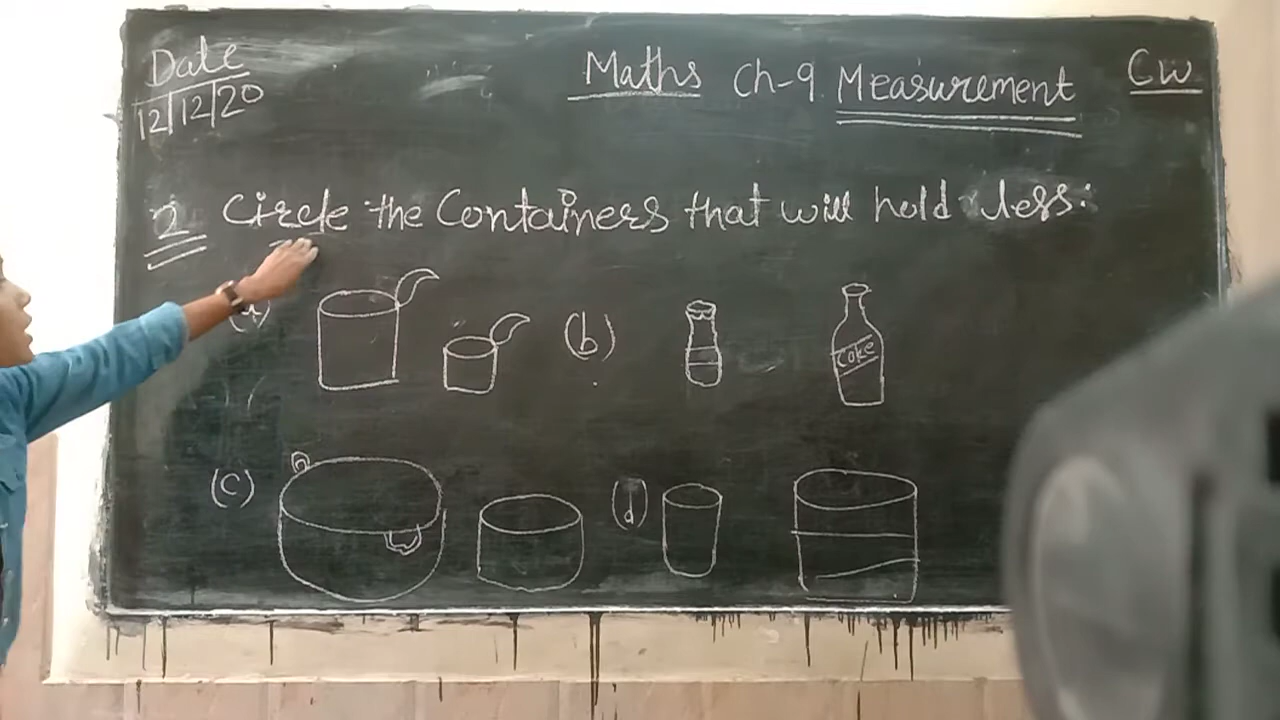 Date
12/12/20
Maths Ch-9 Measurement
CW
2 Circle the Containers that will hold less:
(a)
(b)
Coke
(c)
(d)